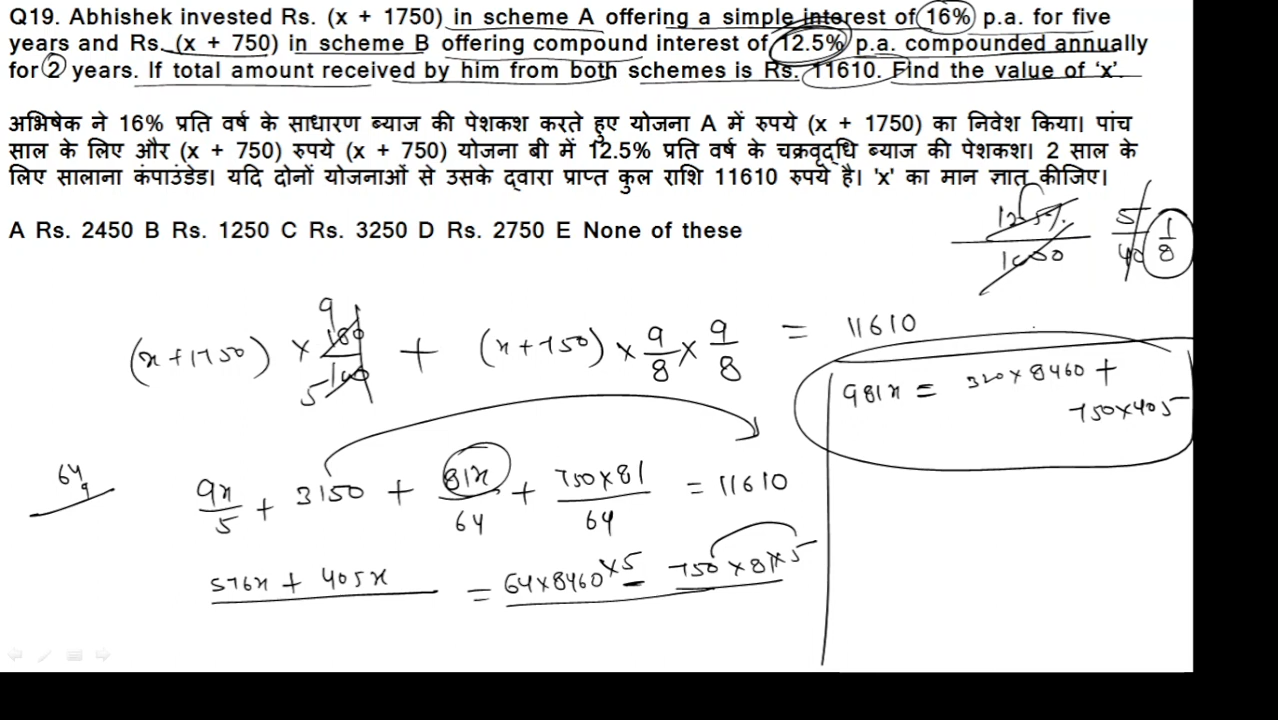 Q19. Abhishek invested Rs. (x + 1750) in scheme A offering a simple interest of 16% p.a. for five
years and Rs. (x + 750) in scheme B offering compound interest of 12.5% p.a. compounded annually
for 2 years. If total amount received by him from both schemes is Rs. 11610. Find the value of ‘x’.
अभिषेक ने 16% प्रति वर्ष के साधारण ब्याज की पेशकश करते हुए योजना A में रुपये (x + 1750) का निवेश किया। पांच
साल के लिए और (x + 750) रुपये (x + 750) योजना बी में 12.5% प्रति वर्ष के चक्रवृद्धि ब्याज की पेशकश। 2 साल के
लिए सालाना कंपाउंडेड। यदि दोनों योजनाओं से उसके द्वारा प्राप्त कुल राशि 11610 रुपये है। 'x' का मान ज्ञात कीजिए।
A Rs. 2450 B Rs. 1250 C Rs. 3250 D Rs. 2750 E None of these
5/40 1/8
(x+1750) × 180/100 9/5 + (x+750) × 9/8 × 9/8 = 11610
981x = 320×8460 +
750×405
64
9
9x/5 + 3150 + 81x/64 + 750×81/64 = 11610
576x + 405x = 64×8460×5 − 750×81×5